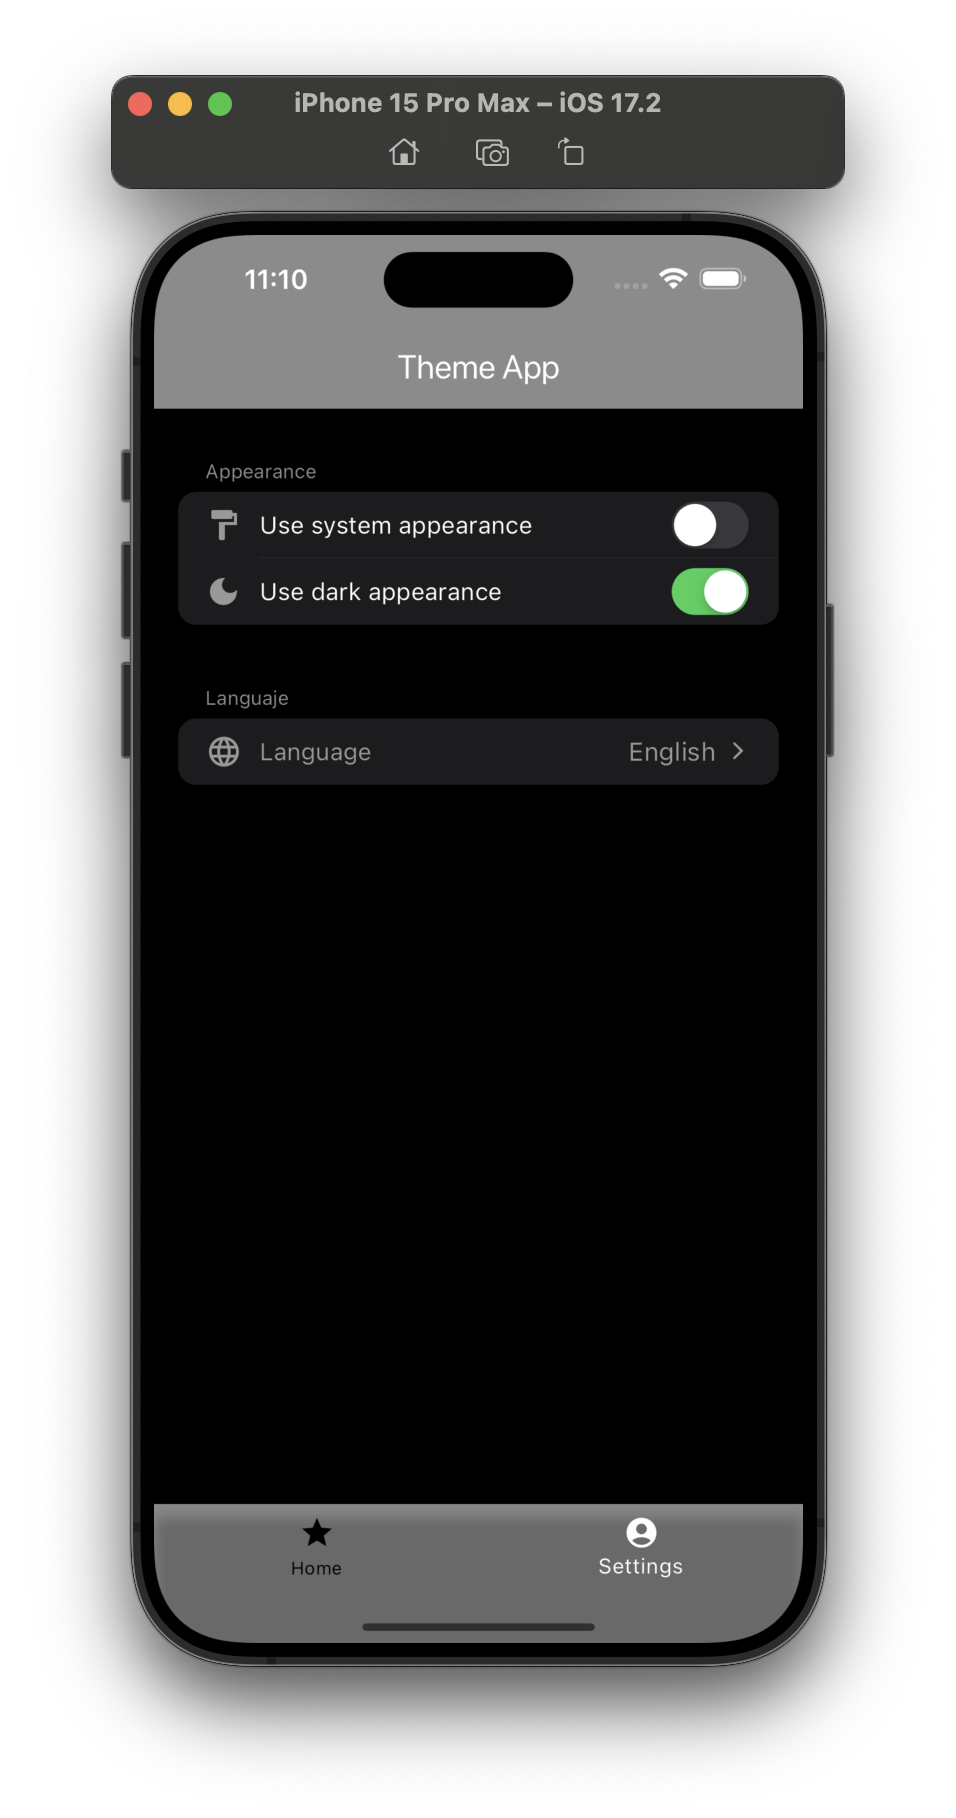 iPhone 15 Pro Max – iOS 17.2
11:10
Theme App
Appearance
Use system appearance
Use dark appearance
Languaje
Language English
Home Settings